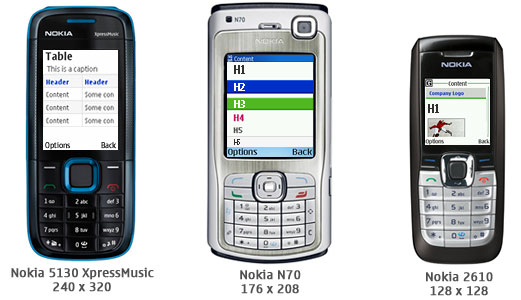 NOKIA
XpressMusic
Table
This is a caption
Header Header
Content Some con
Content Some con
Content Some con
Options Back
Nokia 5130 XpressMusic
240 x 320
N70
NOKIA
Content
H1
H2
H3
H4
H5
H6
Options Back
Nokia N70
176 x 208
NOKIA
Content
Company Logo
H1
Options Back
Nokia 2610
128 x 128